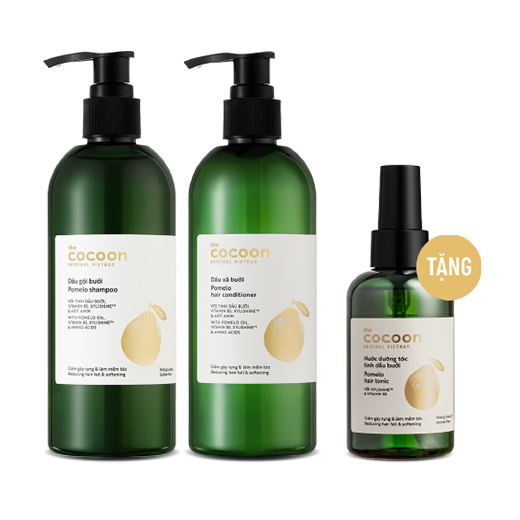 the
cocoon
ORIGINAL VIETNAM
Dầu gội bưởi
Pomelo shampoo
VỚI TINH DẦU BƯỞI,
VITAMIN B5, XYLISHINE™
& AXIT AMIN
WITH POMELO OIL,
VITAMIN B5, XYLISHINE™
& AMINO ACIDS
Giảm gãy rụng & làm mềm tóc
Reducing hair fall & softening
the
cocoon
ORIGINAL VIETNAM
Dầu xả bưởi
Pomelo
hair conditioner
VỚI TINH DẦU BƯỞI,
VITAMIN B5, XYLISHINE™
& AXIT AMIN
WITH POMELO OIL,
VITAMIN B5, XYLISHINE™
& AMINO ACIDS
Giảm gãy rụng & làm mềm tóc
Reducing hair fall & softening
TẶNG
the
cocoon
ORIGINAL VIETNAM
Nước dưỡng tóc
tinh dầu bưởi
Pomelo
hair tonic
VỚI XYLISHINE™
& VITAMIN B5
Giảm gãy rụng & làm mềm tóc
Reducing hair fall & softening